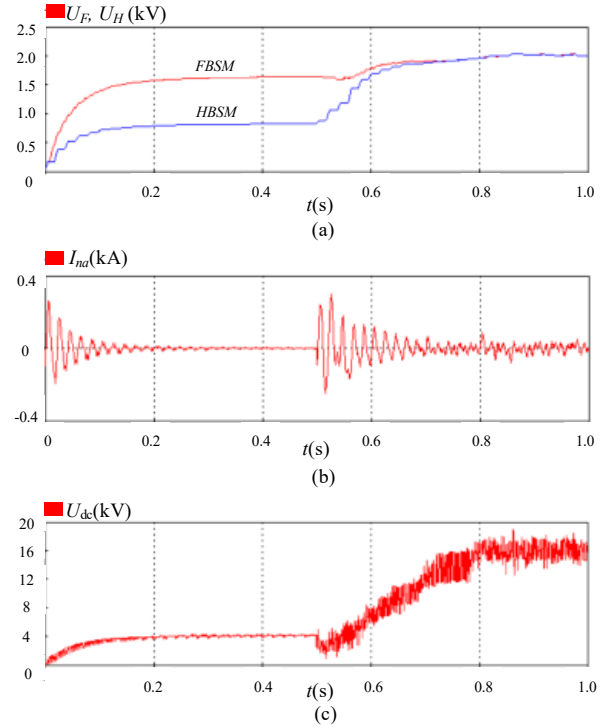 U_F, U_H (kV)
2.5
2.0
1.5
1.0
0.5
0
FBSM
HBSM
0.2 0.4 0.6 0.8 1.0
t(s)
(a)
I_na(kA)
0.4
0
-0.4
0 0.2 0.4 0.6 0.8 1.0
t(s)
(b)
U_dc(kV)
20
16
12
8
4
0
0.2 0.4 0.6 0.8 1.0
t(s)
(c)